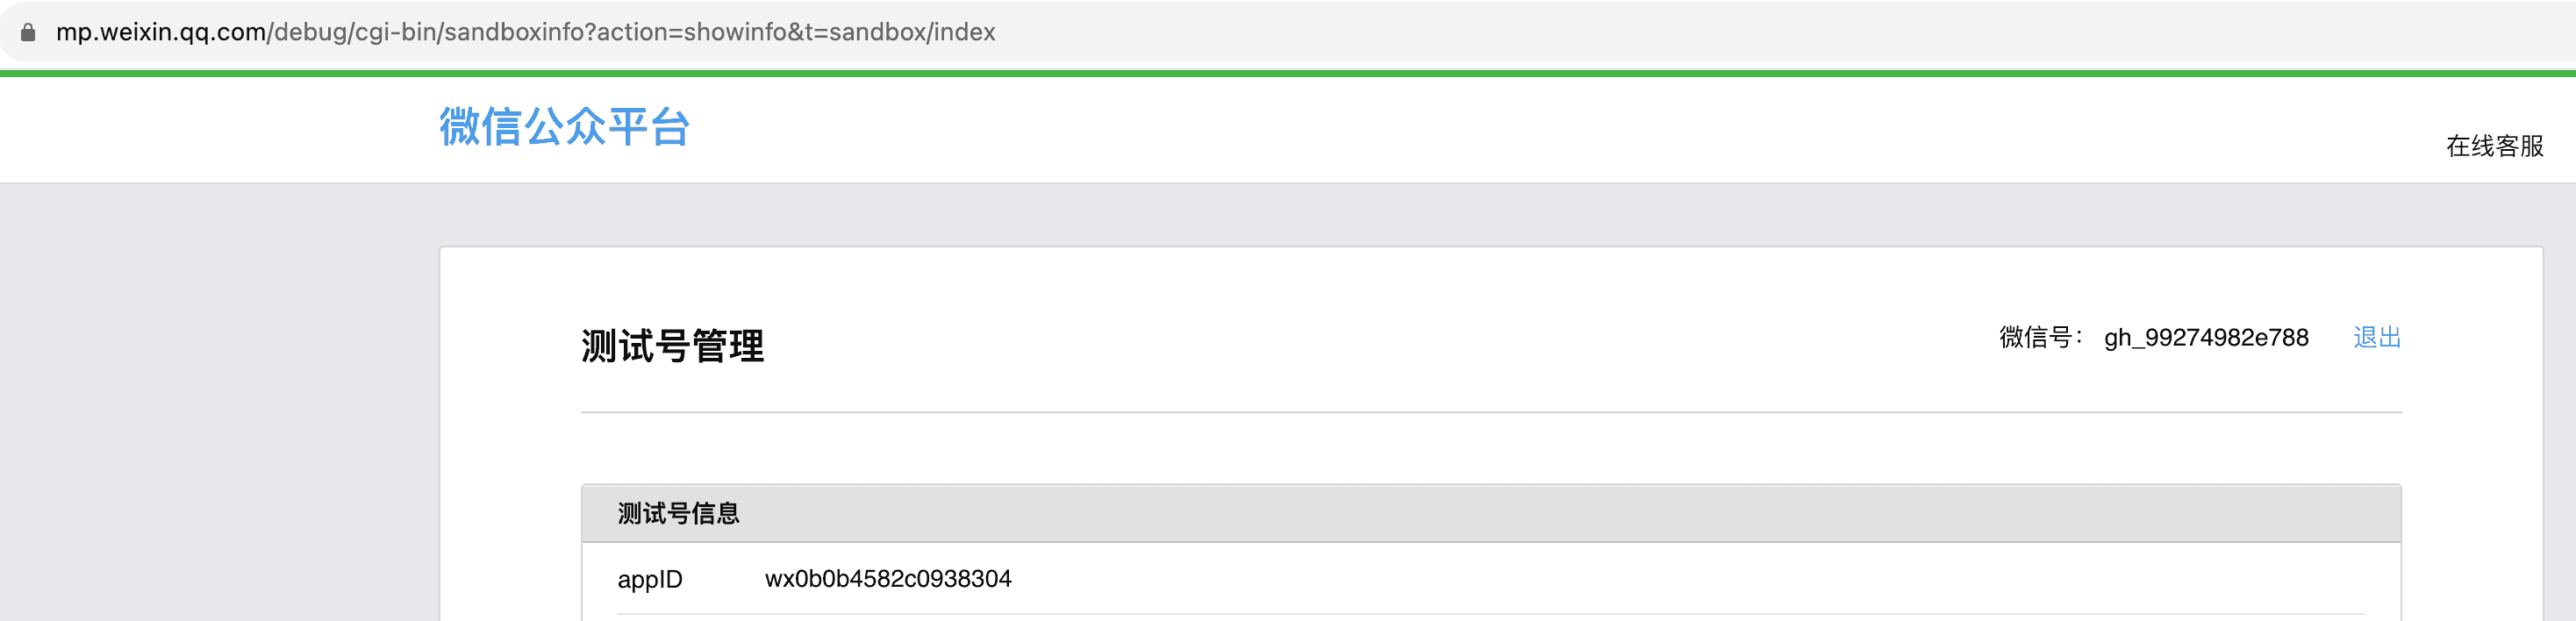 mp.weixin.qq.com/debug/cgi-bin/sandboxinfo?action=showinfo&t=sandbox/index
微信公众平台
在线客服
测试号管理
微信号： gh_99274982e788 退出
测试号信息
appID wx0b0b4582c0938304